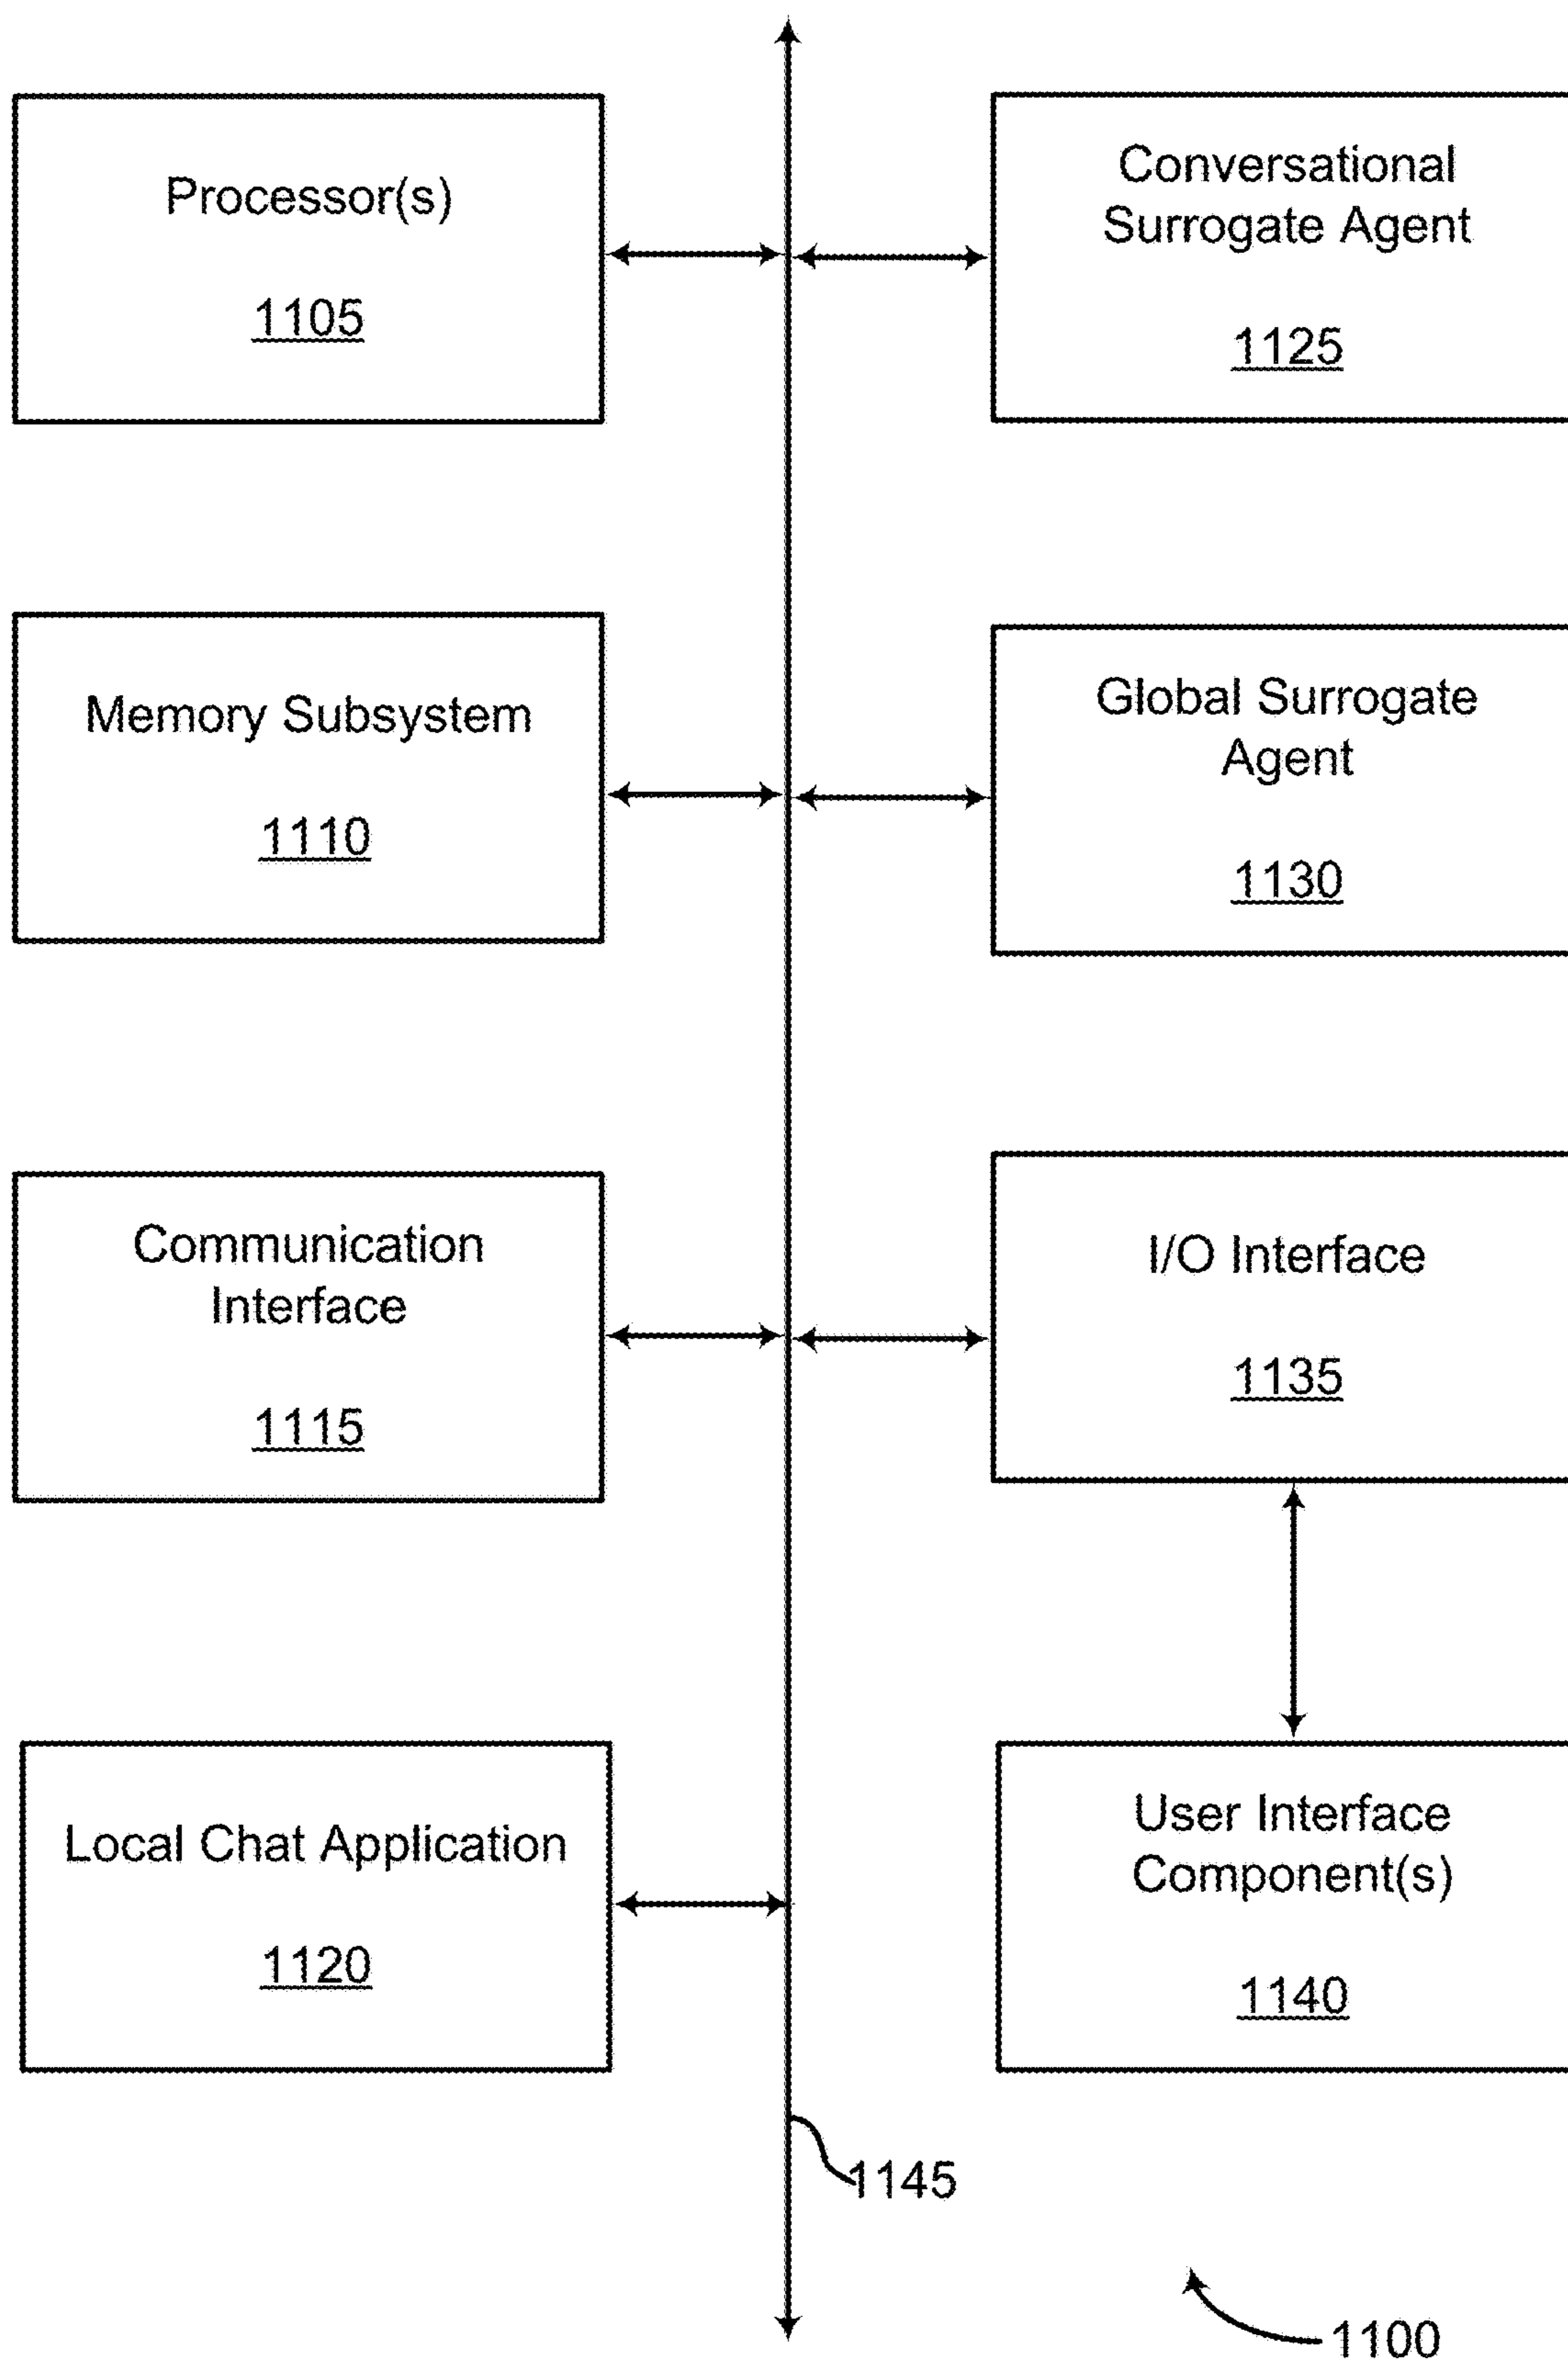 Processor(s)
1105
Conversational
Surrogate Agent
1125
Memory Subsystem
1110
Global Surrogate
Agent
1130
Communication
Interface
1115
I/O Interface
1135
Local Chat Application
1120
User Interface
Component(s)
1140
1145
1100